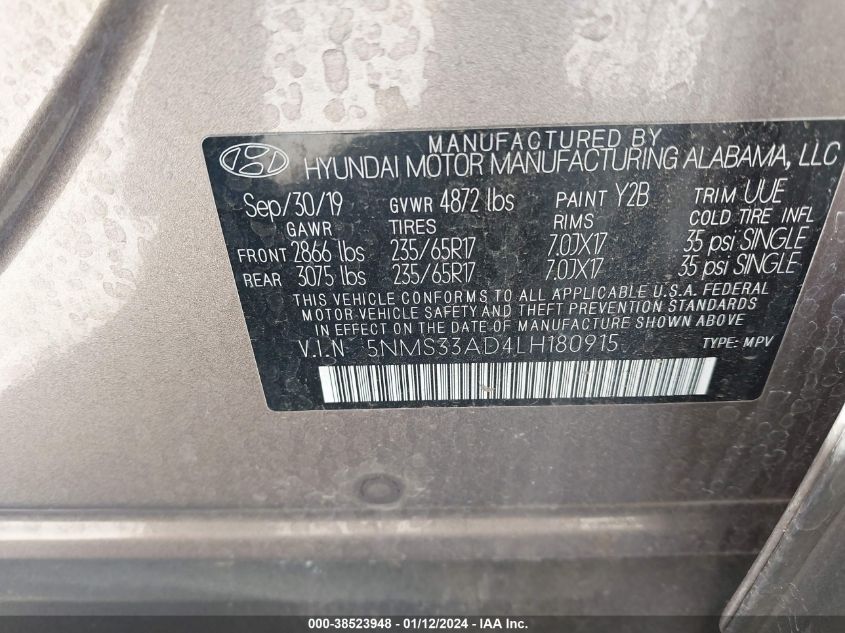 MANUFACTURED BY
HYUNDAI MOTOR MANUFACTURING ALABAMA, LLC
Sep/30/19 GVWR 4872 lbs PAINT Y2B TRIM UUE
GAWR TIRES RIMS COLD TIRE INFL
FRONT 2866 lbs 235/65R17 7.0JX17 35 psi SINGLE
REAR 3075 lbs 235/65R17 7.0JX17 35 psi SINGLE
THIS VEHICLE CONFORMS TO ALL APPLICABLE U.S.A. FEDERAL
MOTOR VEHICLE SAFETY AND THEFT PREVENTION STANDARDS
IN EFFECT ON THE DATE OF MANUFACTURE SHOWN ABOVE
V.I.N 5NMS33AD4LH180915 TYPE: MPV
000-38523948 - 01/12/2024 - IAA Inc.